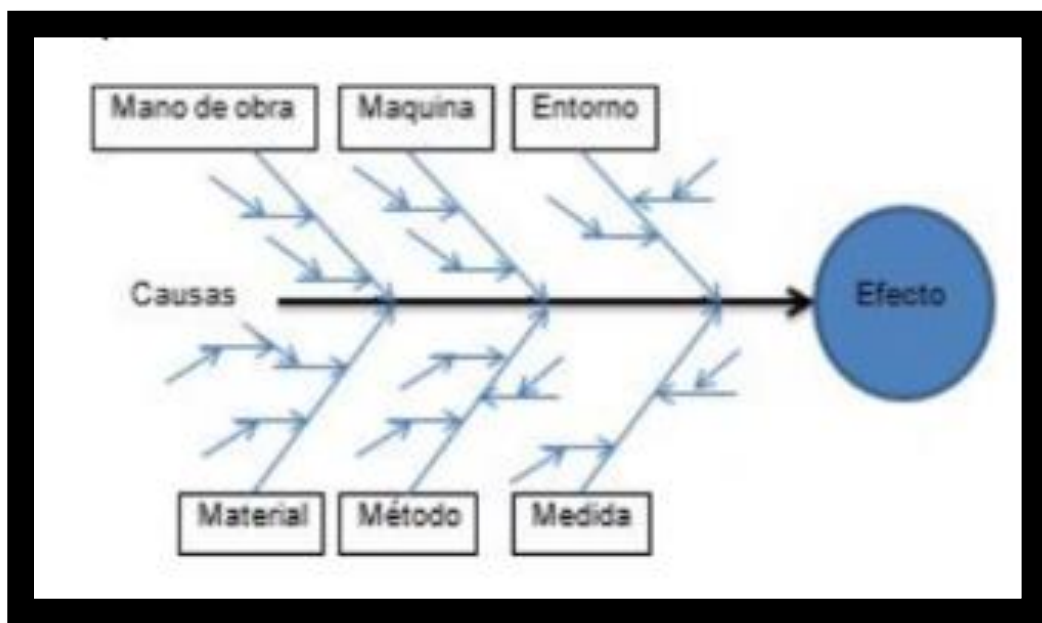 Mano de obra
Maquina
Entorno
Causas
Efecto
Material
Método
Medida